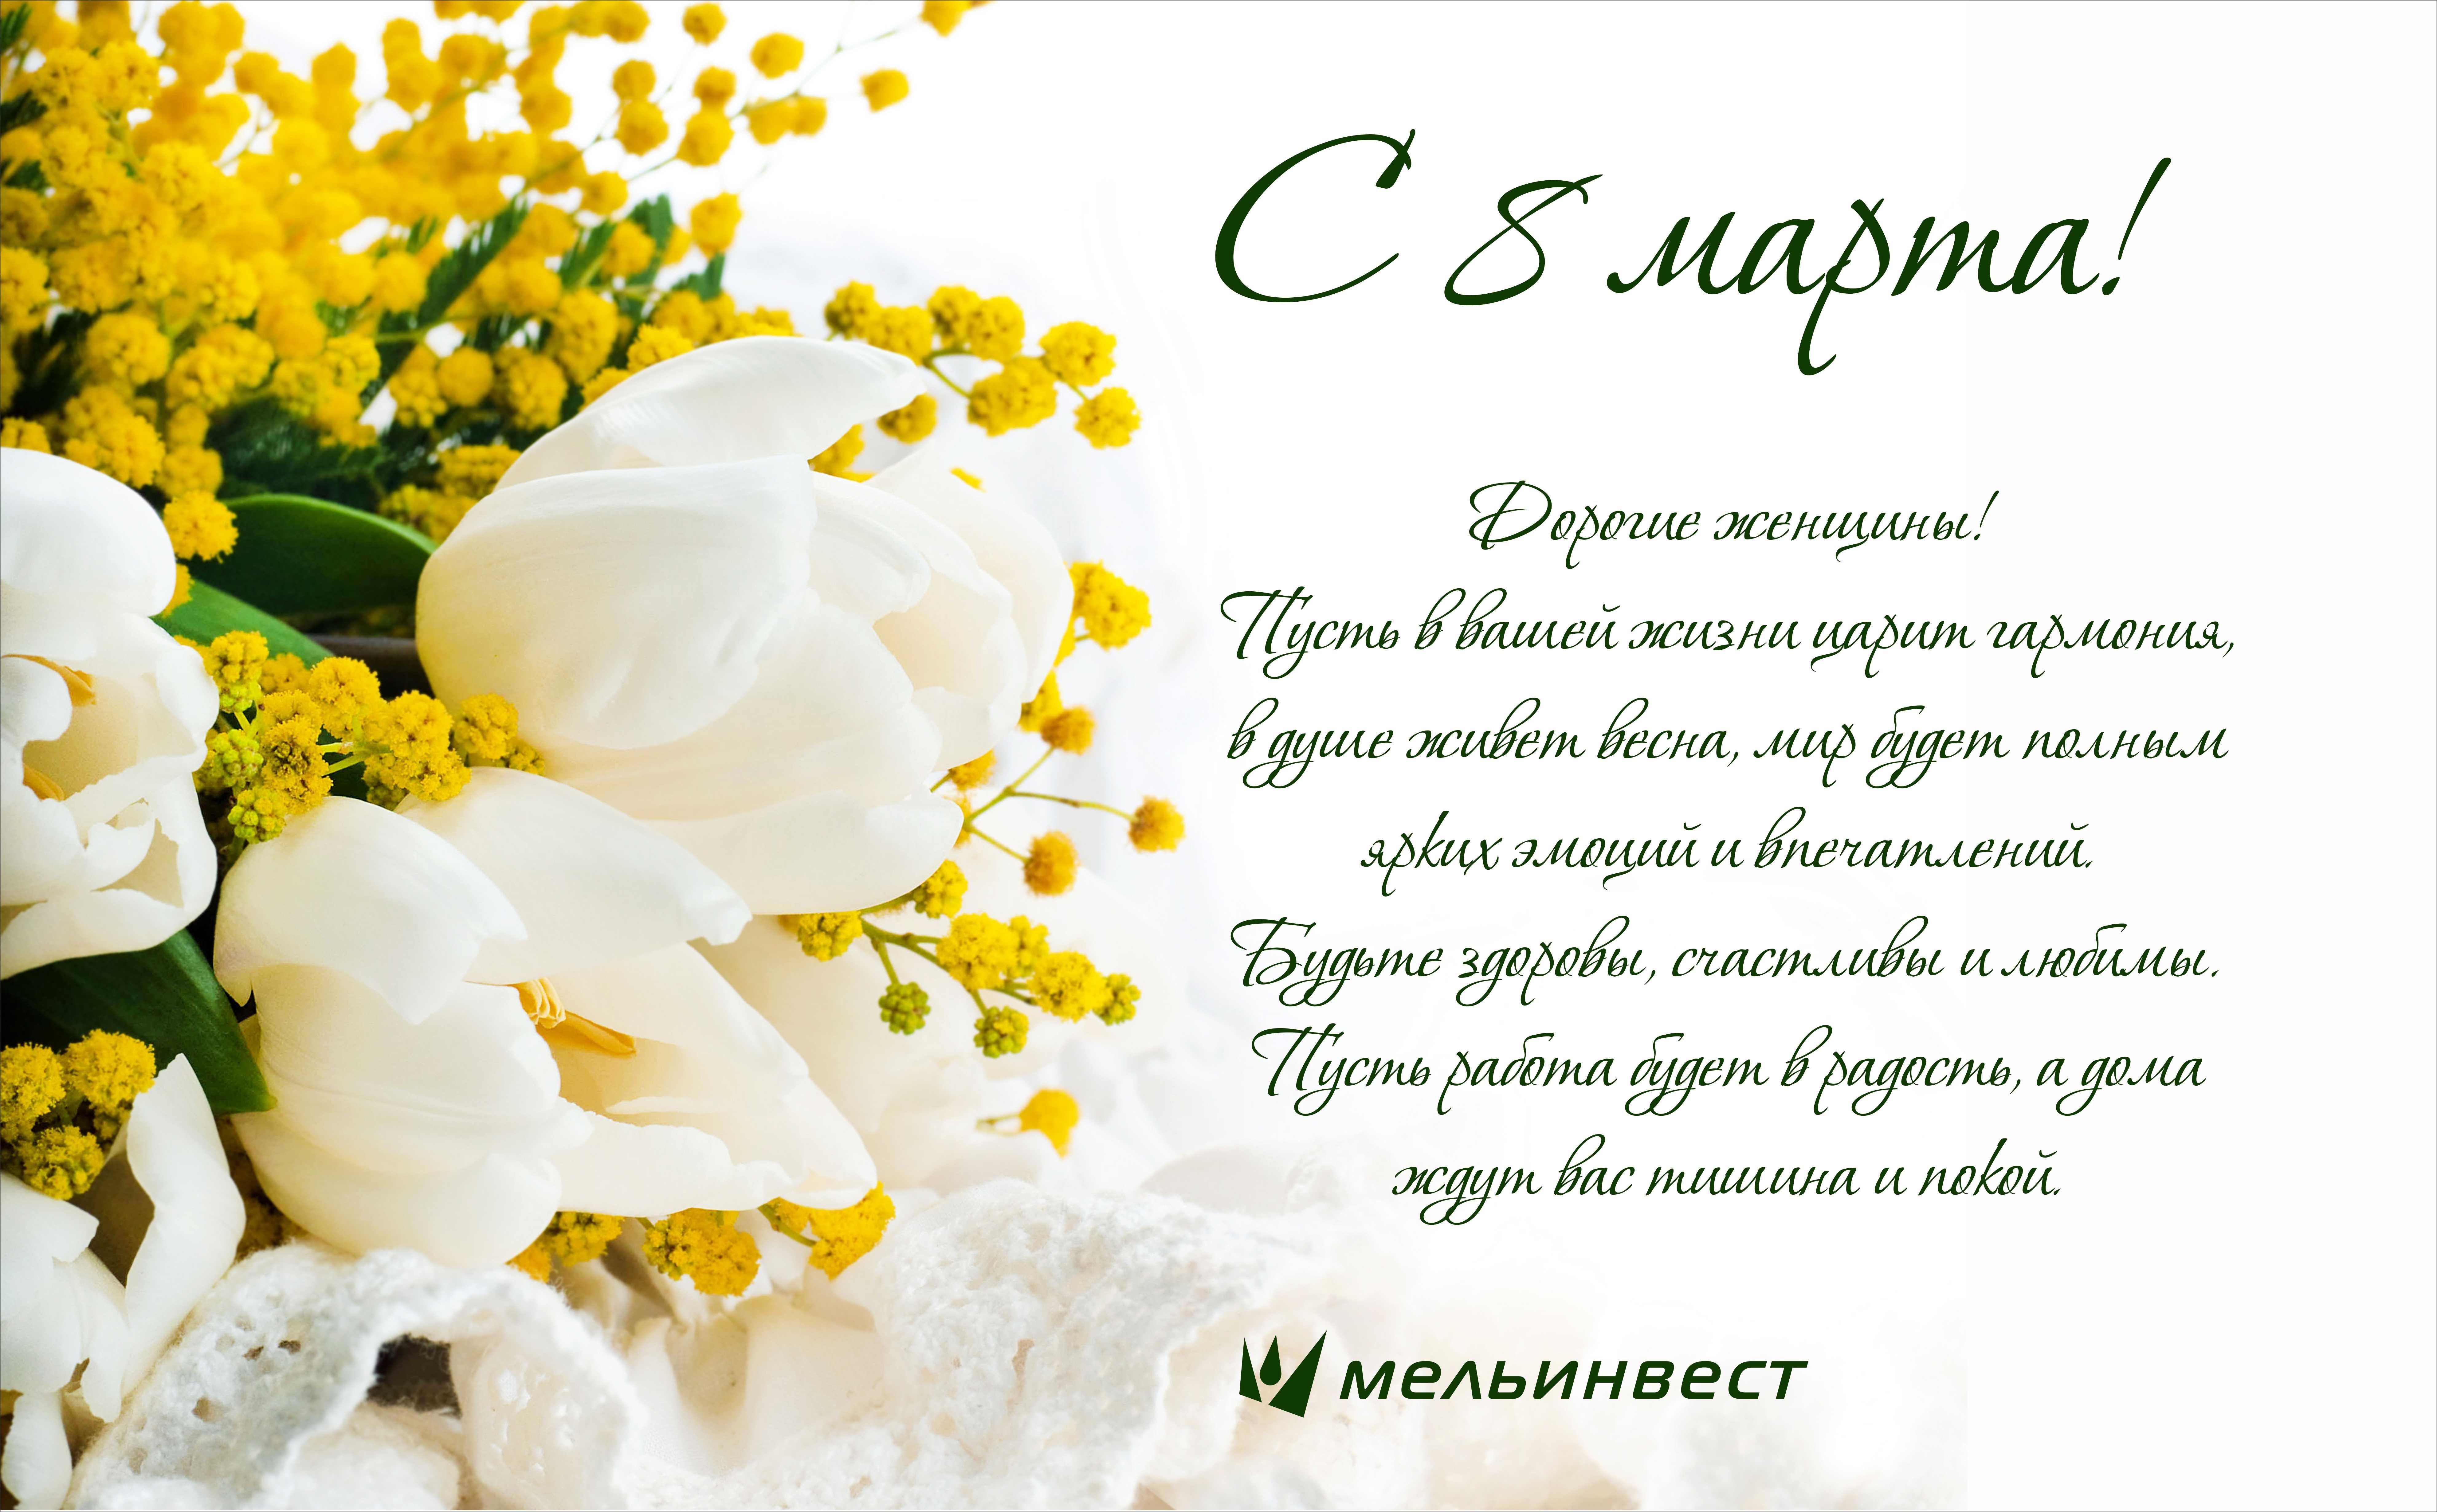 С 8 марта!
Дорогие женщины!
Пусть в вашей жизни царит гармония,
в душе живет весна, мир будет полным
ярких эмоций и впечатлений.
Будьте здоровы, счастливы и любимы.
Пусть работа будет в радость, а дома
ждут вас тишина и покой.
мельинвест